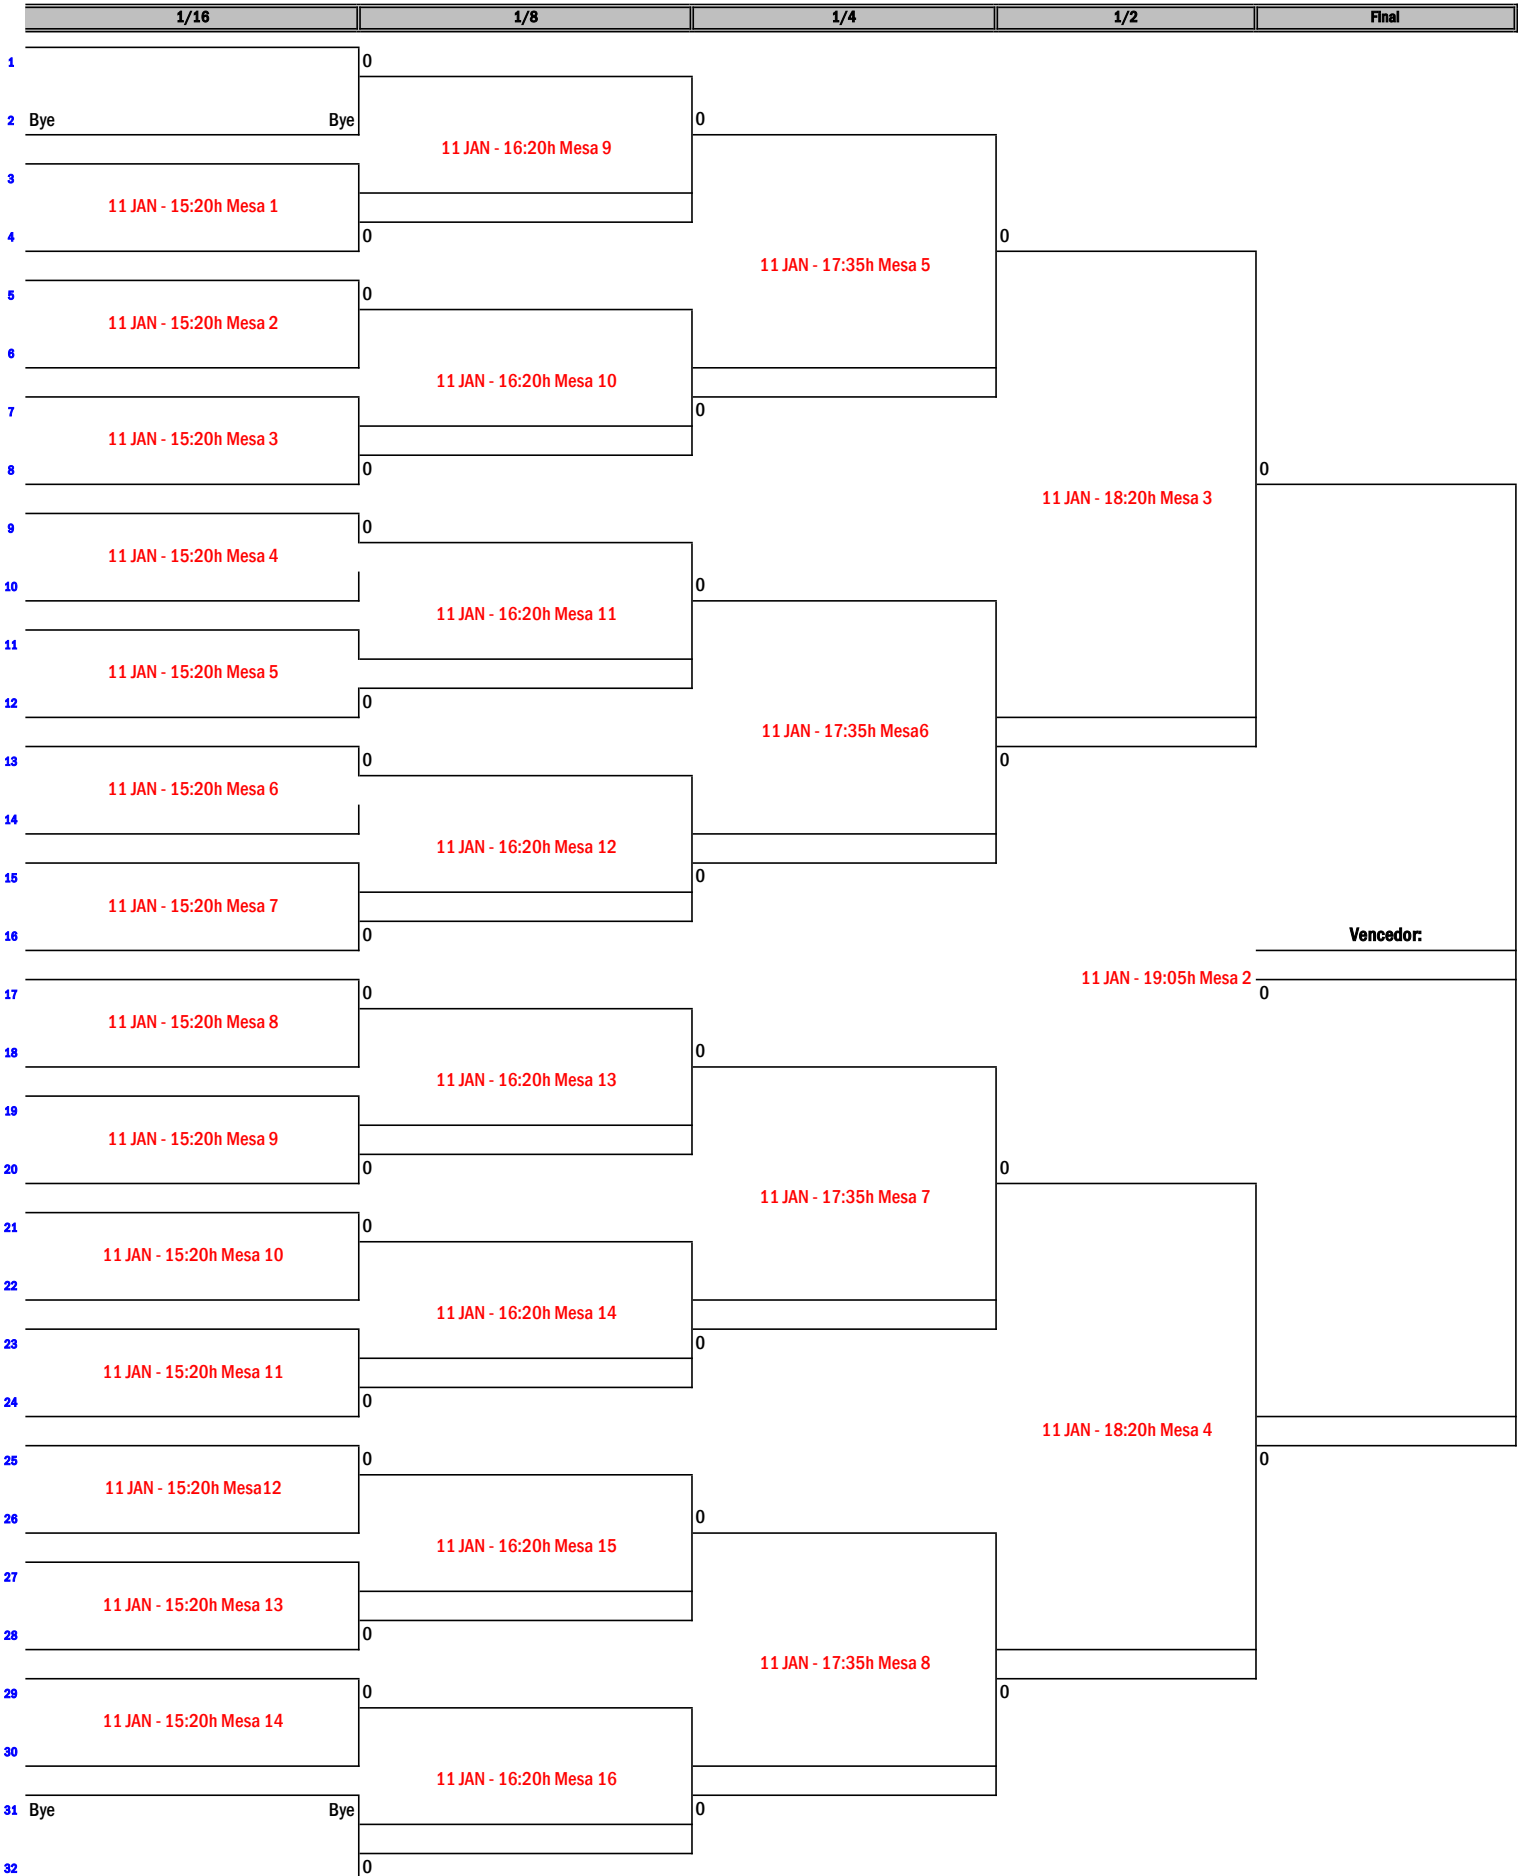 1/16 1/8 1/4 1/2 Final
1 0
2 Bye Bye 0
11 JAN - 16:20h Mesa 9
3
11 JAN - 15:20h Mesa 1
4 0 0
11 JAN - 17:35h Mesa 5
5 0
11 JAN - 15:20h Mesa 2
6
11 JAN - 16:20h Mesa 10
7 0
11 JAN - 15:20h Mesa 3
8 0 0
11 JAN - 18:20h Mesa 3
9 0
11 JAN - 15:20h Mesa 4
10 0
11 JAN - 16:20h Mesa 11
11
11 JAN - 15:20h Mesa 5
12 0
11 JAN - 17:35h Mesa6
13 0 0
11 JAN - 15:20h Mesa 6
14
11 JAN - 16:20h Mesa 12
15 0
11 JAN - 15:20h Mesa 7
16 0 Vencedor:
11 JAN - 19:05h Mesa 2
17 0 0
11 JAN - 15:20h Mesa 8
18 0
11 JAN - 16:20h Mesa 13
19
11 JAN - 15:20h Mesa 9
20 0 0
11 JAN - 17:35h Mesa 7
21 0
11 JAN - 15:20h Mesa 10
22
11 JAN - 16:20h Mesa 14
23 0
11 JAN - 15:20h Mesa 11
24 0
11 JAN - 18:20h Mesa 4
25 0 0
11 JAN - 15:20h Mesa12
26 0
11 JAN - 16:20h Mesa 15
27
11 JAN - 15:20h Mesa 13
28 0
11 JAN - 17:35h Mesa 8
29 0 0
11 JAN - 15:20h Mesa 14
30
11 JAN - 16:20h Mesa 16
31 Bye Bye 0
32 0